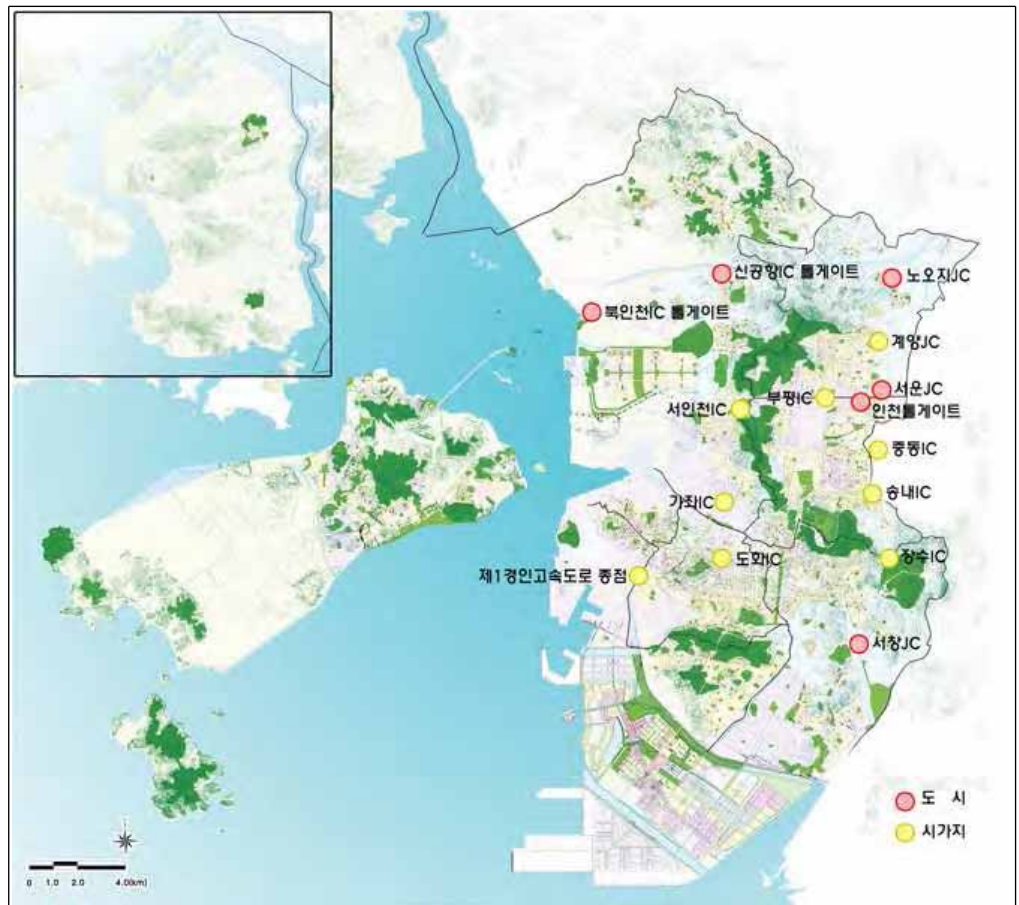 신공항IC 톨게이트
노오지JC
북인천IC 톨게이트
계양IC
서운JC
부평IC
인천톨게이트
서인천IC
중동IC
송내IC
가좌IC
도화IC
장수IC
제1경인고속도로 종점
서창JC
도 시
시가지
0 1.0 2.0 4.0(km)